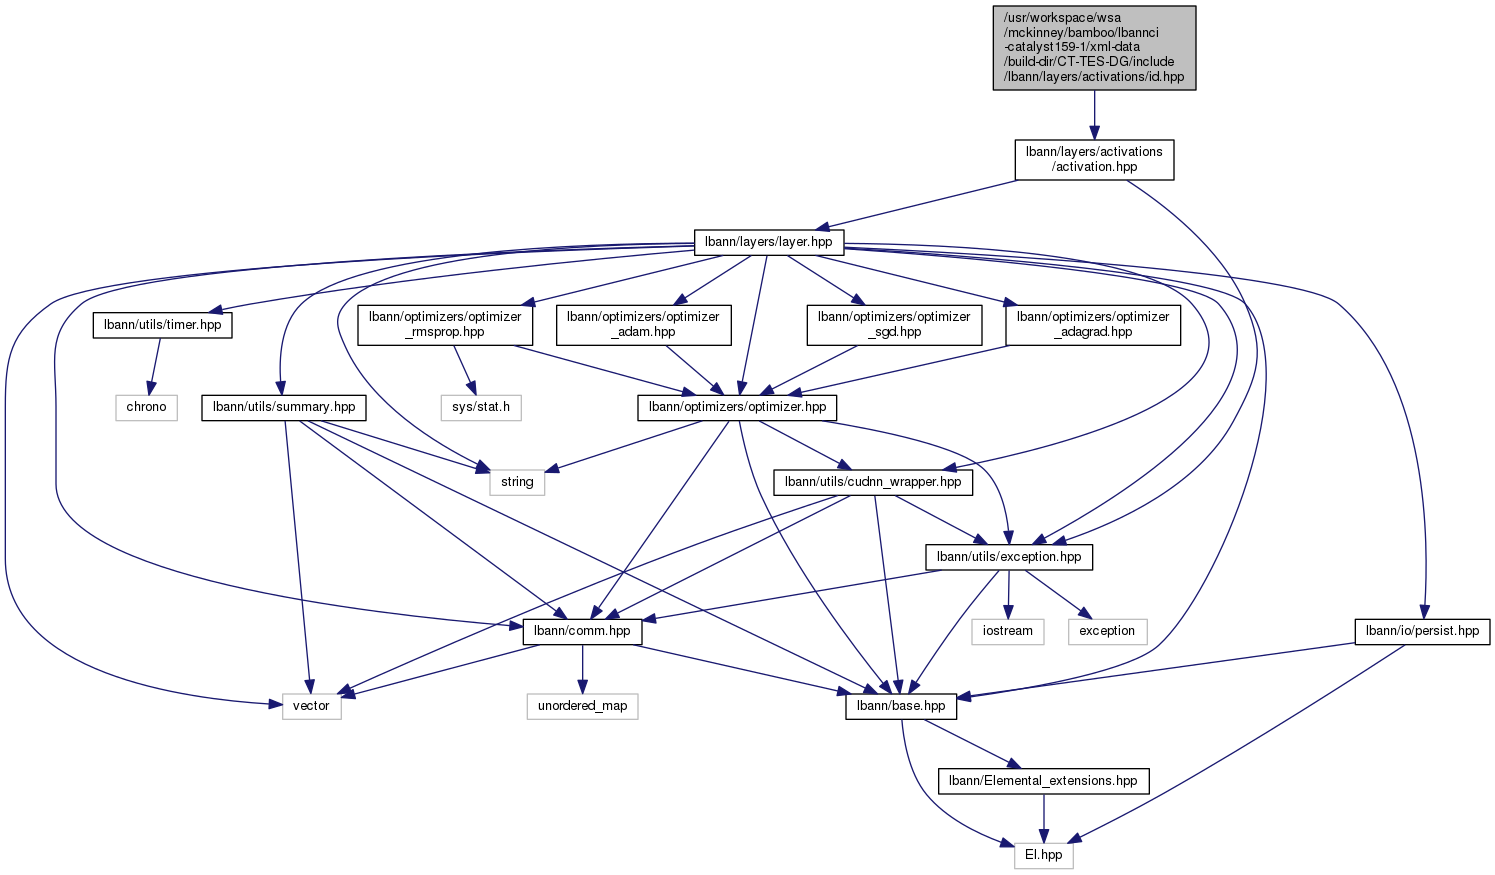 /usr/workspace/wsa
/mckinney/bamboo/lbannci
-catalyst159-1/xml-data
/build-dir/CT-TES-DG/include
/lbann/layers/activations/id.hpp
lbann/layers/activations
/activation.hpp
lbann/layers/layer.hpp
lbann/utils/timer.hpp
lbann/optimizers/optimizer
_rmsprop.hpp
lbann/optimizers/optimizer
_adam.hpp
lbann/optimizers/optimizer
_sgd.hpp
lbann/optimizers/optimizer
_adagrad.hpp
chrono
lbann/utils/summary.hpp
sys/stat.h
lbann/optimizers/optimizer.hpp
string
lbann/utils/cudnn_wrapper.hpp
lbann/utils/exception.hpp
lbann/comm.hpp
iostream
exception
lbann/io/persist.hpp
vector
unordered_map
lbann/base.hpp
lbann/Elemental_extensions.hpp
El.hpp